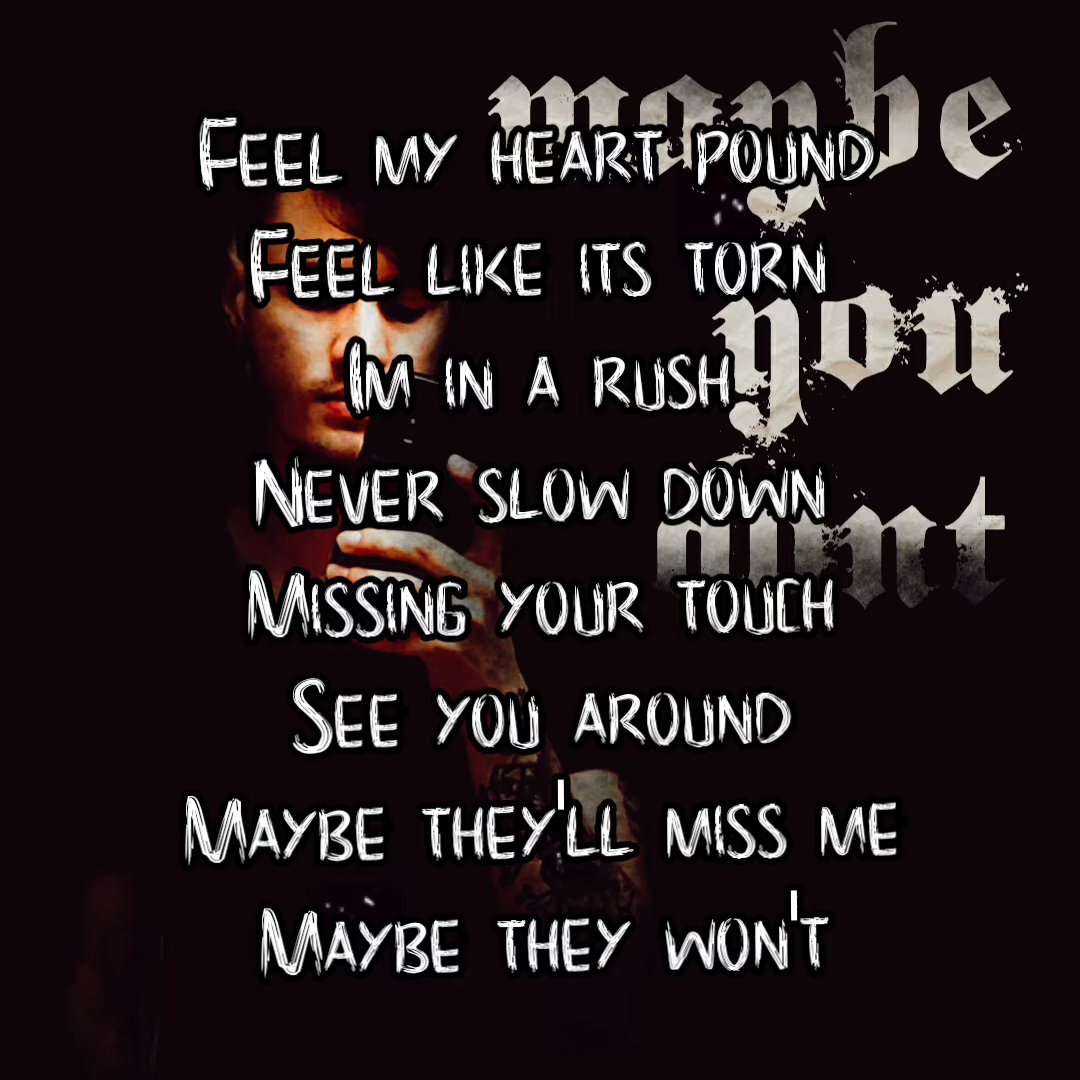 maybe
Feel my heart pound
Feel like its torn
you
Im in a rush
Never slow down
dont
Missing your touch
See you around
Maybe they'll miss me
Maybe they won't